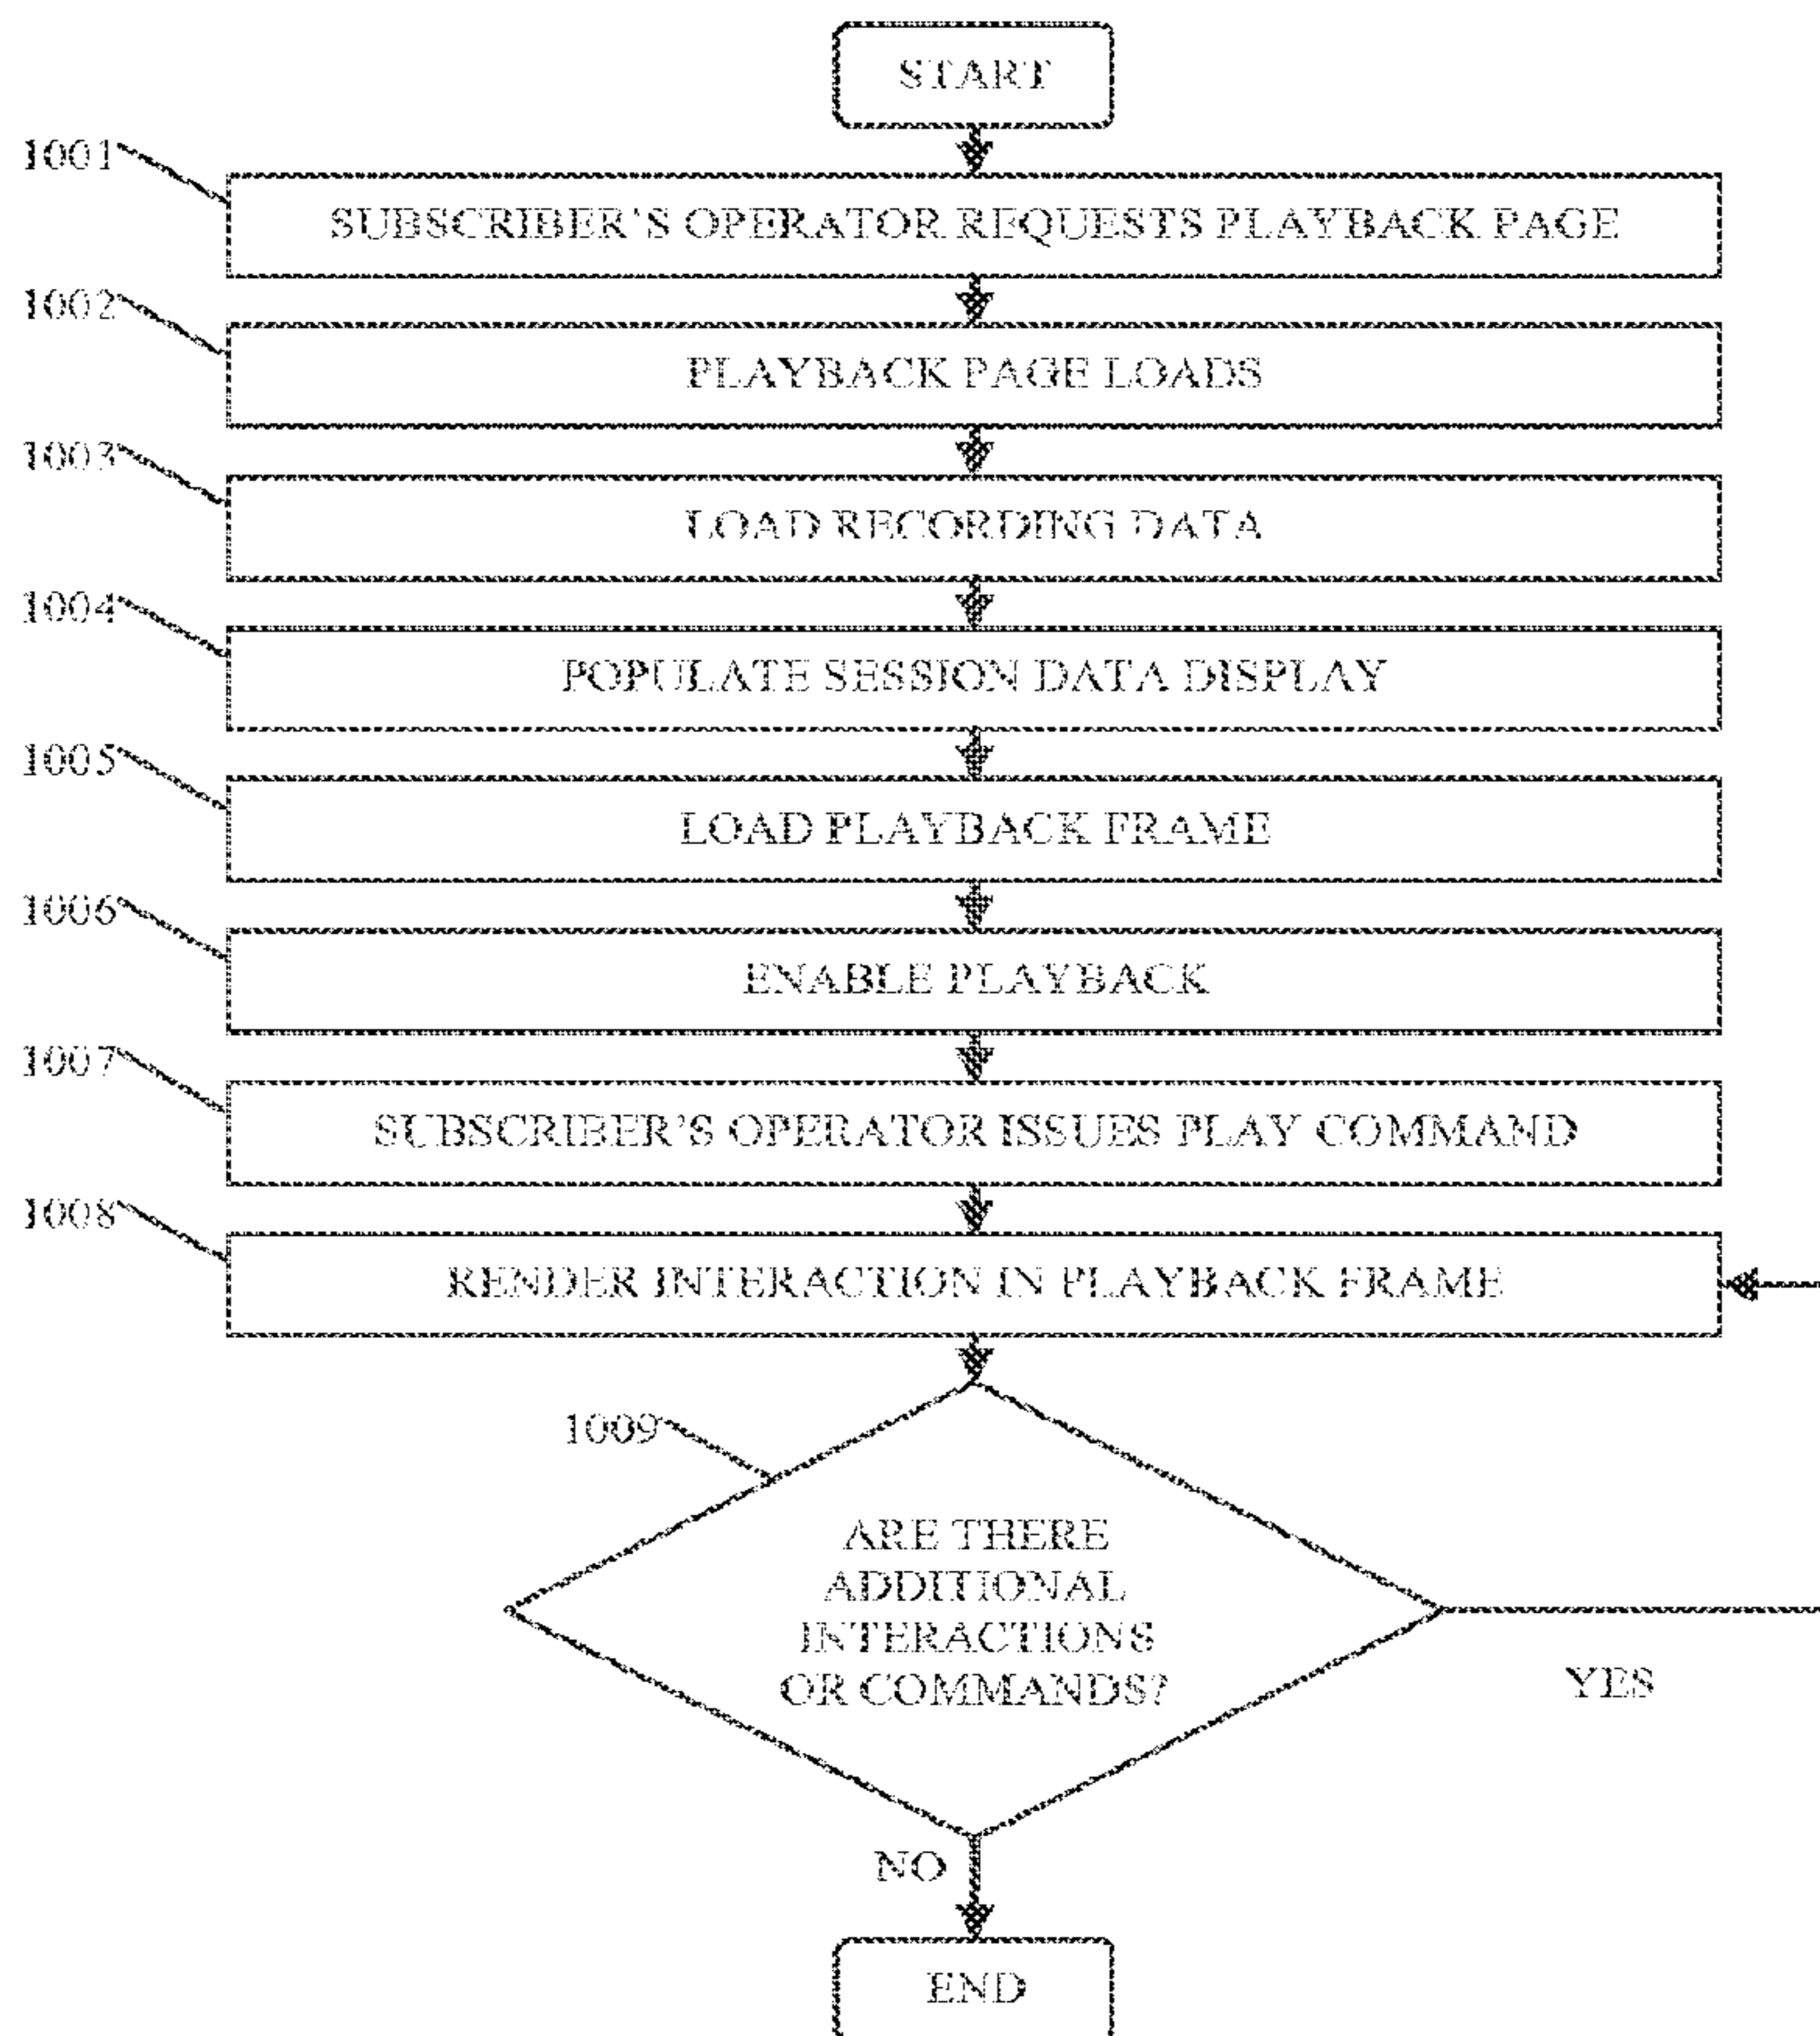 START
1001
SUBSCRIBER'S OPERATOR REQUESTS PLAYBACK PAGE
1002
PLAYBACK PAGE LOADS
1003
LOAD RECORDING DATA
1004
POPULATE SESSION DATA DISPLAY
1005
LOAD PLAYBACK FRAME
1006
ENABLE PLAYBACK
1007
SUBSCRIBER'S OPERATOR ISSUES PLAY COMMAND
1008
RENDER INTERACTION IN PLAYBACK FRAME
1009
ARE THERE
ADDITIONAL
INTERACTIONS
OR COMMANDS?
YES
NO
END